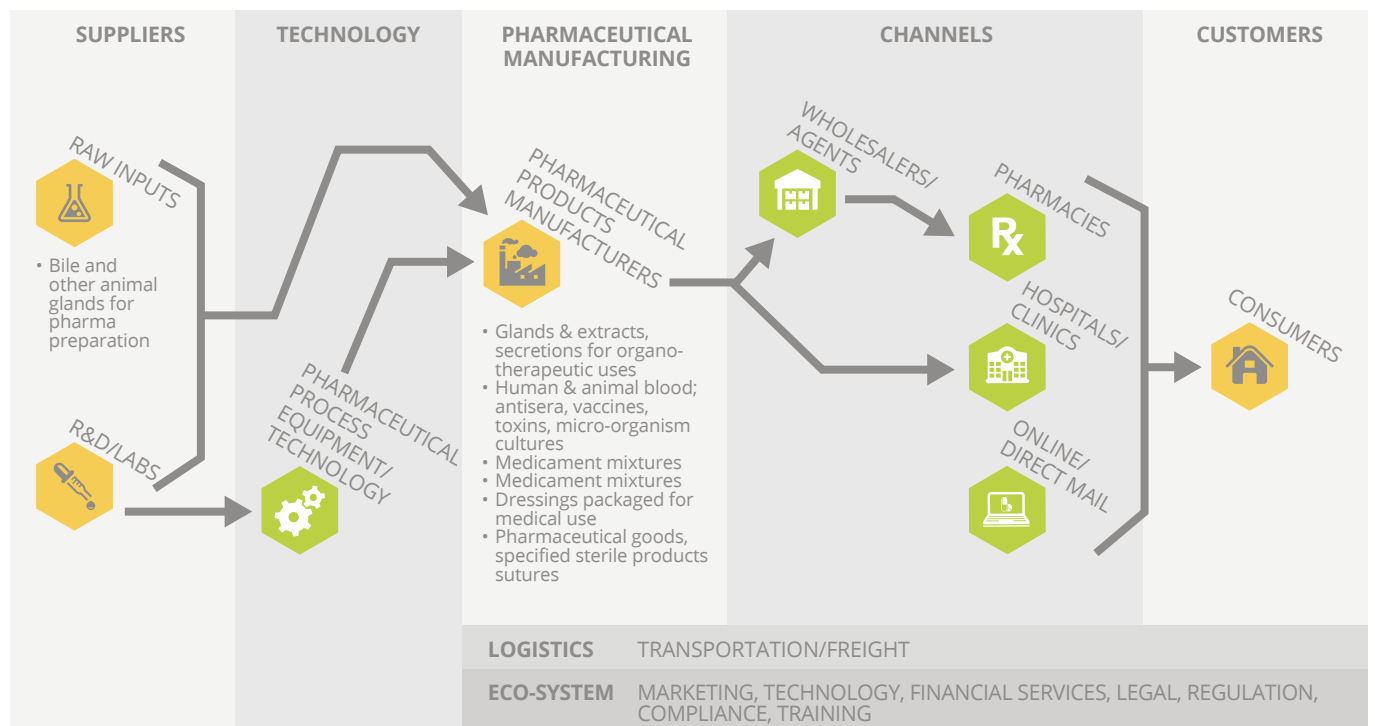 SUPPLIERS
TECHNOLOGY
PHARMACEUTICAL
MANUFACTURING
CHANNELS
CUSTOMERS
RAW INPUTS
• Bile and
other animal
glands for
pharma
preparation
R&D/LABS
PHARMACEUTICAL
PROCESS
EQUIPMENT/
TECHNOLOGY
PHARMACEUTICAL
PRODUCTS
MANUFACTURERS
• Glands & extracts,
secretions for organo-
therapeutic uses
• Human & animal blood;
antisera, vaccines,
toxins, micro-organism
cultures
• Medicament mixtures
• Medicament mixtures
• Dressings packaged for
medical use
• Pharmaceutical goods,
specified sterile products
sutures
WHOLESALERS/
AGENTS
PHARMACIES
Rx
HOSPITALS/
CLINICS
ONLINE/
DIRECT MAIL
CONSUMERS
LOGISTICS TRANSPORTATION/FREIGHT
ECO-SYSTEM MARKETING, TECHNOLOGY, FINANCIAL SERVICES, LEGAL, REGULATION,
COMPLIANCE, TRAINING